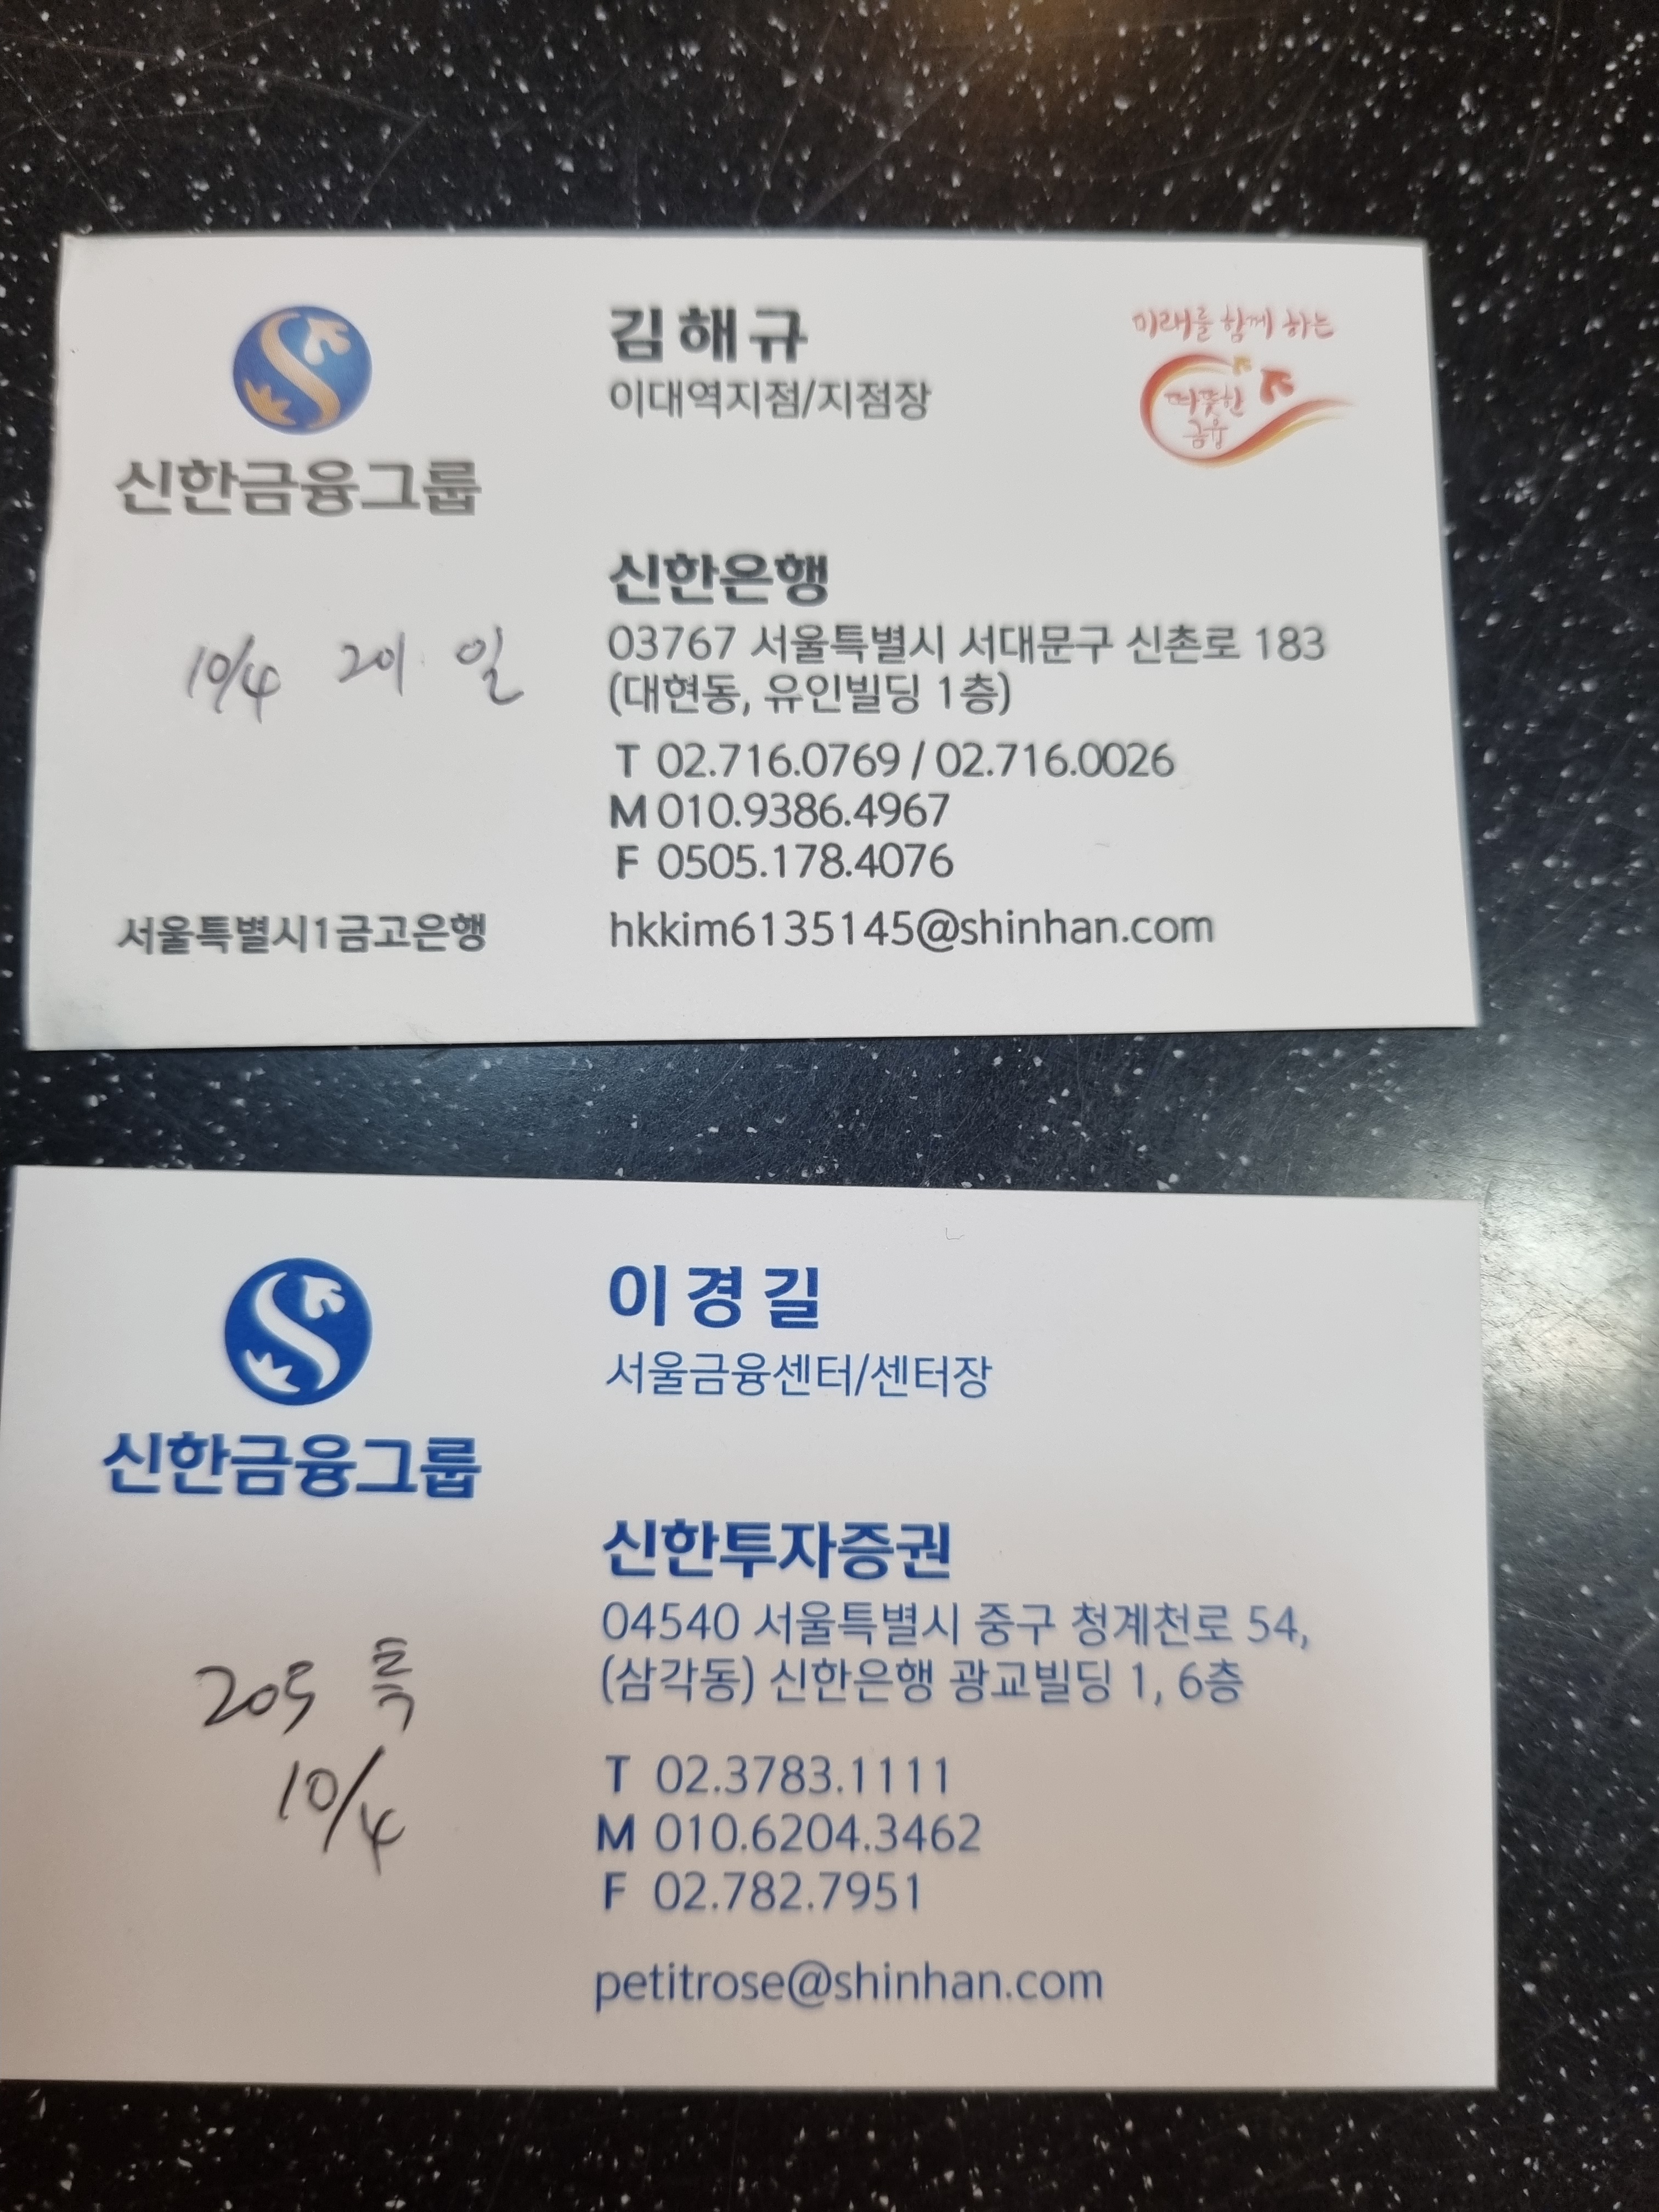 신한금융그룹
김해규
이대역지점/지점장
미래를 함께 하는
따뜻한
금융
신한은행
03767 서울특별시 서대문구 신촌로 183
(대현동, 유인빌딩 1층)
T 02.716.0769 / 02.716.0026
M 010.9386.4967
F 0505.178.4076
hkkim6135145@shinhan.com
10/4 201 일
서울특별시1금고은행
신한금융그룹
이경길
서울금융센터/센터장
신한투자증권
04540 서울특별시 중구 청계천로 54,
(삼각동) 신한은행 광교빌딩 1, 6층
T 02.3783.1111
M 010.6204.3462
F 02.782.7951
petitrose@shinhan.com
205 특
10/4